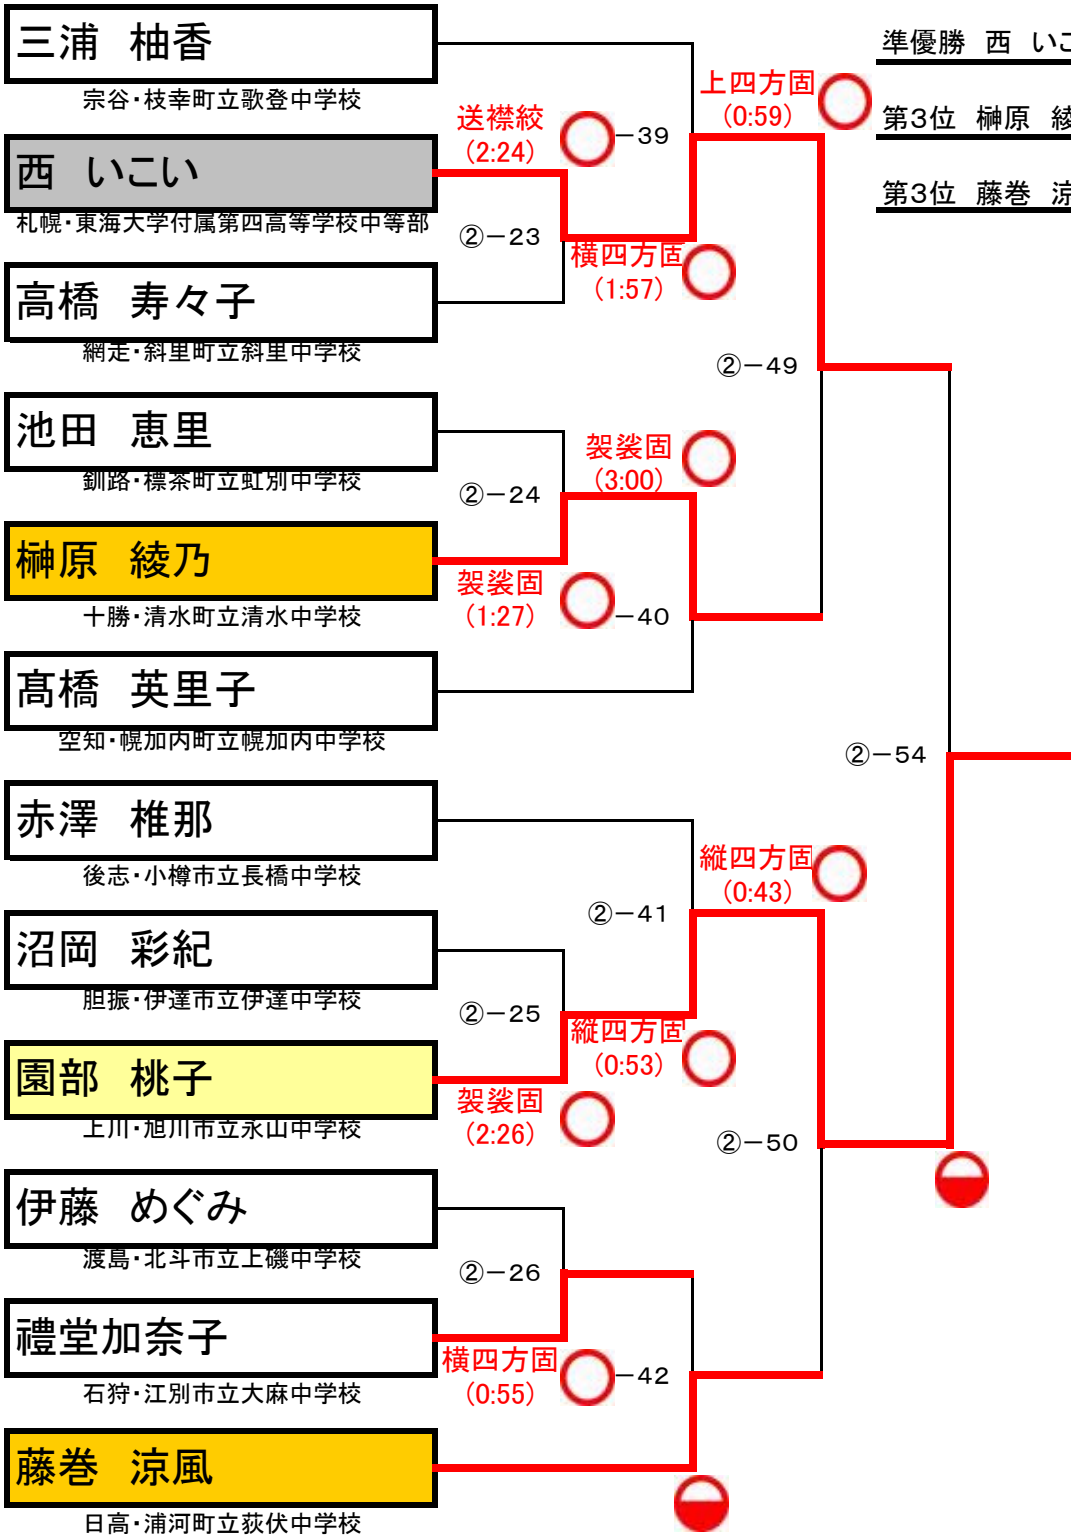 三浦　柚香
宗谷・枝幸町立歌登中学校
西　いこい
札幌・東海大学付属第四高等学校中等部
高橋　寿々子
網走・斜里町立斜里中学校
池田　恵里
釧路・標茶町立虹別中学校
榊原　綾乃
十勝・清水町立清水中学校
髙橋　英里子
空知・幌加内町立幌加内中学校
赤澤　椎那
後志・小樽市立長橋中学校
沼岡　彩紀
胆振・伊達市立伊達中学校
園部　桃子
上川・旭川市立永山中学校
伊藤　めぐみ
渡島・北斗市立上磯中学校
禮堂加奈子
石狩・江別市立大麻中学校
藤巻　涼風
日高・浦河町立荻伏中学校
送襟絞
(2:24)
②－23
②－24
袈裟固
(1:27)
②－25
袈裟固
(2:26)
②－26
横四方固
(0:55)
－39
横四方固
(1:57)
袈裟固
(3:00)
－40
②－41
縦四方固
(0:53)
－42
上四方固
(0:59)
②－49
縦四方固
(0:43)
②－50
②－54
準優勝　西　いこ
第3位　榊原　綾
第3位　藤巻　涼